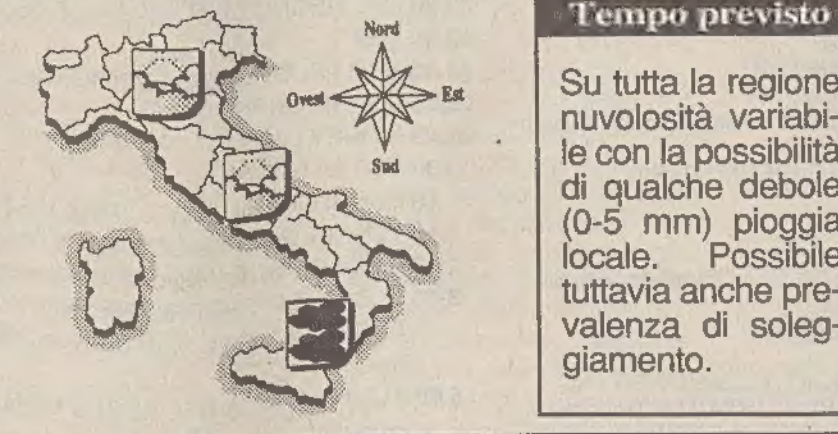 Nord
Ovest
Est
Sud
Tempo previsto
Su tutta la regione
nuvolosità variabi-
le con la possibilità
di qualche debole
(0-5 mm) pioggia
locale. Possibile
tuttavia anche pre-
valenza di soleg-
giamento.